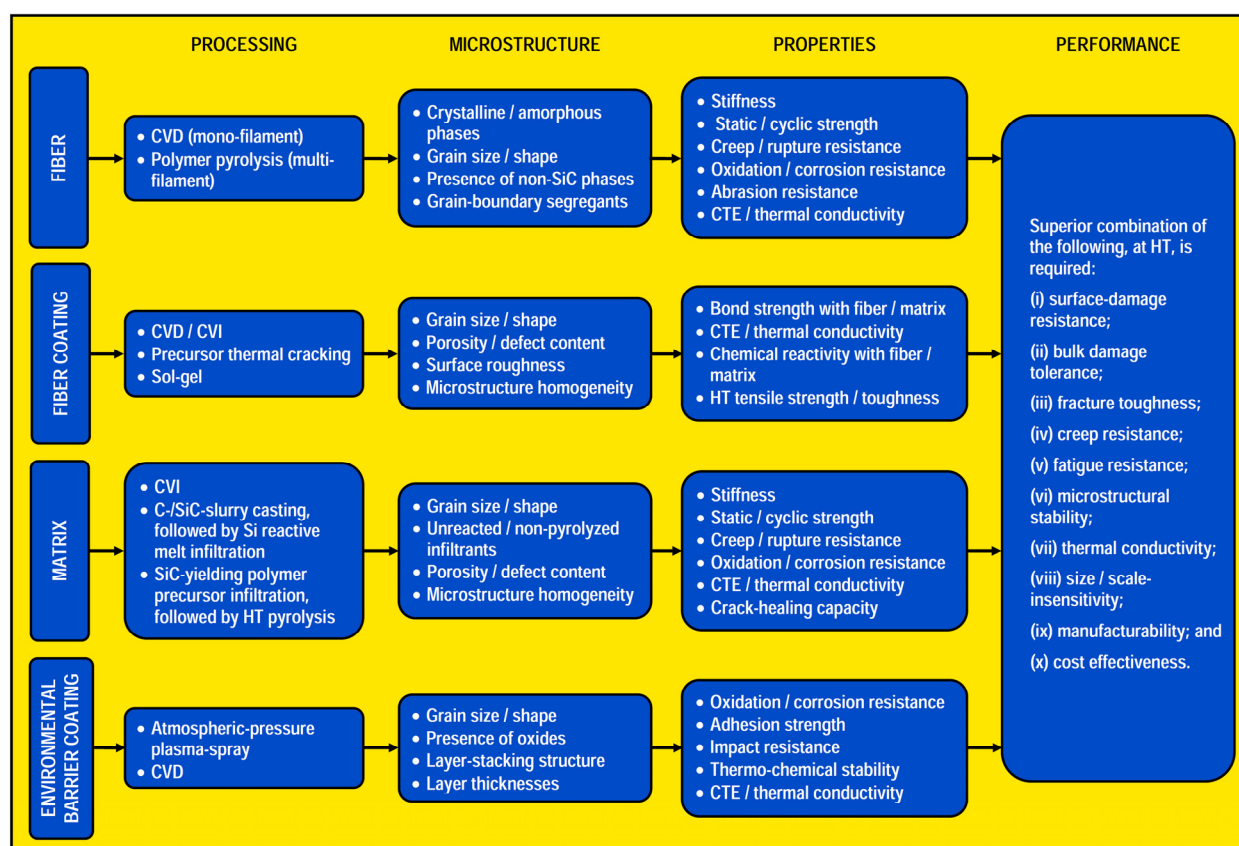 PROCESSING
MICROSTRUCTURE
PROPERTIES
PERFORMANCE
FIBER
• CVD (mono-filament)
• Polymer pyrolysis (multi-
filament)
• Crystalline / amorphous
phases
• Grain size / shape
• Presence of non-SiC phases
• Grain-boundary segregants
• Stiffness
• Static / cyclic strength
• Creep / rupture resistance
• Oxidation / corrosion resistance
• Abrasion resistance
• CTE / thermal conductivity
FIBER COATING
• CVD / CVI
• Precursor thermal cracking
• Sol-gel
• Grain size / shape
• Porosity / defect content
• Surface roughness
• Microstructure homogeneity
• Bond strength with fiber / matrix
• CTE / thermal conductivity
• Chemical reactivity with fiber /
matrix
• HT tensile strength / toughness
MATRIX
• CVI
• C-/SiC-slurry casting,
followed by Si reactive
melt infiltration
• SiC-yielding polymer
precursor infiltration,
followed by HT pyrolysis
• Grain size / shape
• Unreacted / non-pyrolyzed
infiltrants
• Porosity / defect content
• Microstructure homogeneity
• Stiffness
• Static / cyclic strength
• Creep / rupture resistance
• Oxidation / corrosion resistance
• CTE / thermal conductivity
• Crack-healing capacity
ENVIRONMENTAL
BARRIER COATING
• Atmospheric-pressure
plasma-spray
• CVD
• Grain size / shape
• Presence of oxides
• Layer-stacking structure
• Layer thicknesses
• Oxidation / corrosion resistance
• Adhesion strength
• Impact resistance
• Thermo-chemical stability
• CTE / thermal conductivity
Superior combination of
the following, at HT, is
required:
(i) surface-damage
resistance;
(ii) bulk damage
tolerance;
(iii) fracture toughness;
(iv) creep resistance;
(v) fatigue resistance;
(vi) microstructural
stability;
(vii) thermal conductivity;
(viii) size / scale-
insensitivity;
(ix) manufacturability; and
(x) cost effectiveness.